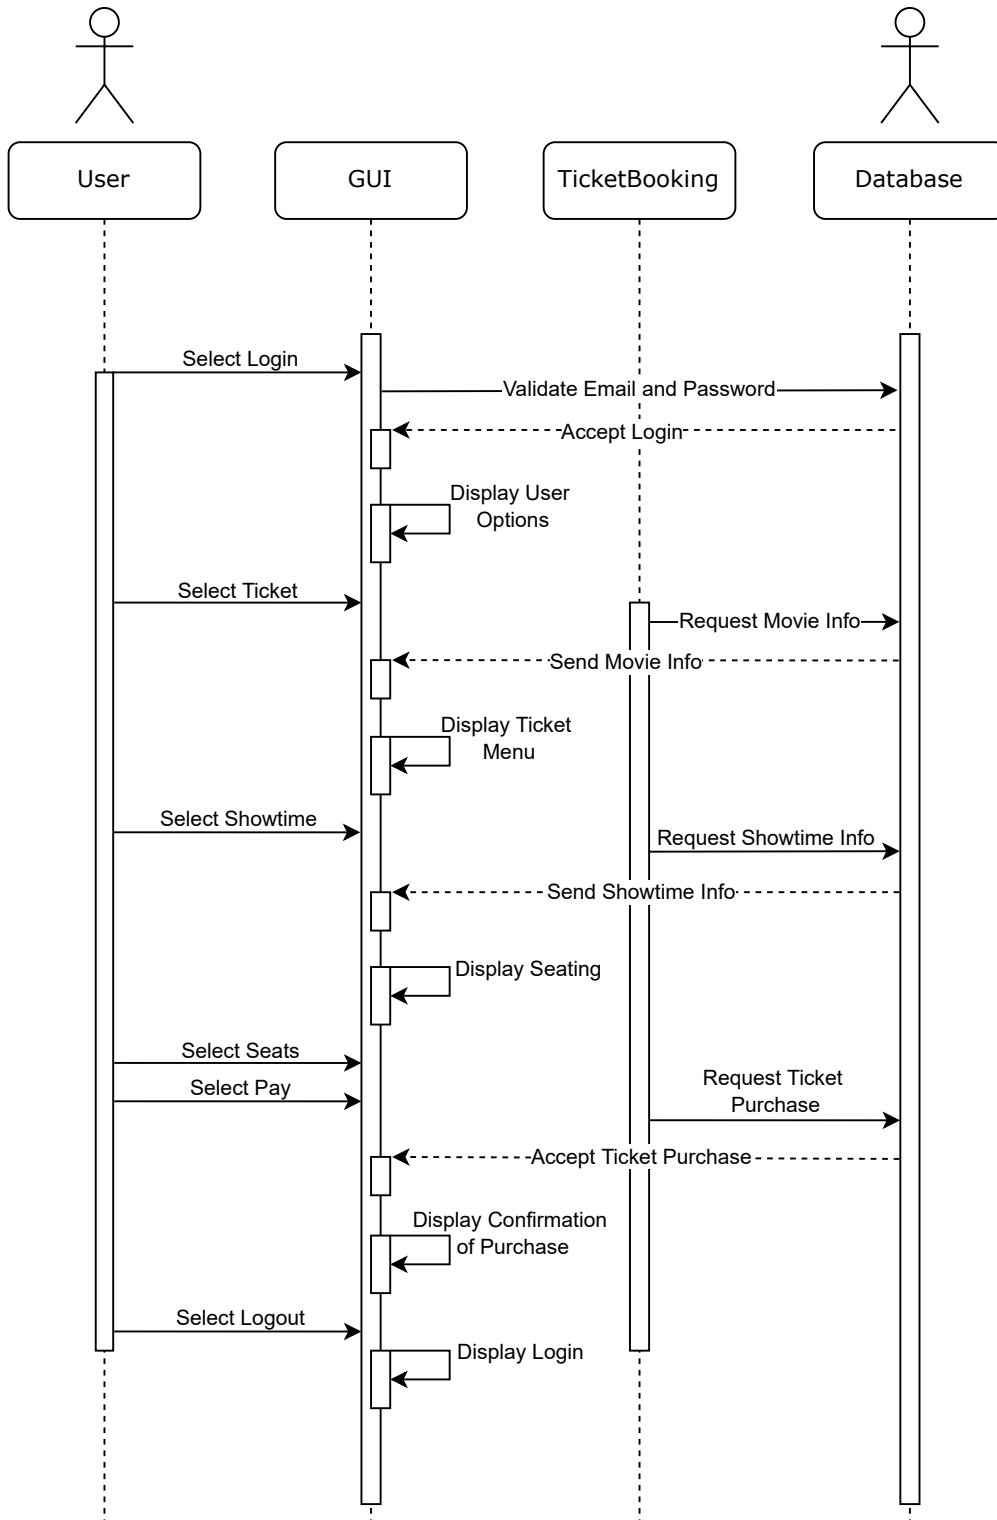 User
GUI
TicketBooking
Database
Select Login
Validate Email and Password
Accept Login
Display User
Options
Select Ticket
Request Movie Info
Send Movie Info
Display Ticket
Menu
Select Showtime
Request Showtime Info
Send Showtime Info
Display Seating
Select Seats
Select Pay
Request Ticket
Purchase
Accept Ticket Purchase
Display Confirmation
of Purchase
Select Logout
Display Login